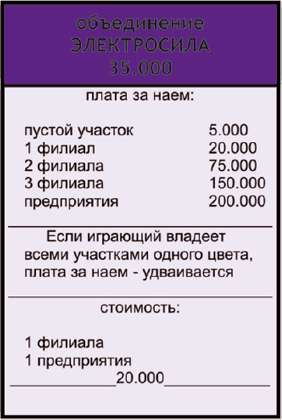 объединение
ЭЛЕКТРОСИЛА
35.000
плата за наем:
пустой участок 5.000
1 филиал 20.000
2 филиала 75.000
3 филиала 150.000
предприятия 200.000
Если играющий владеет
всеми участками одного цвета,
плата за наем - удваивается
стоимость:
1 филиала
1 предприятия
20.000